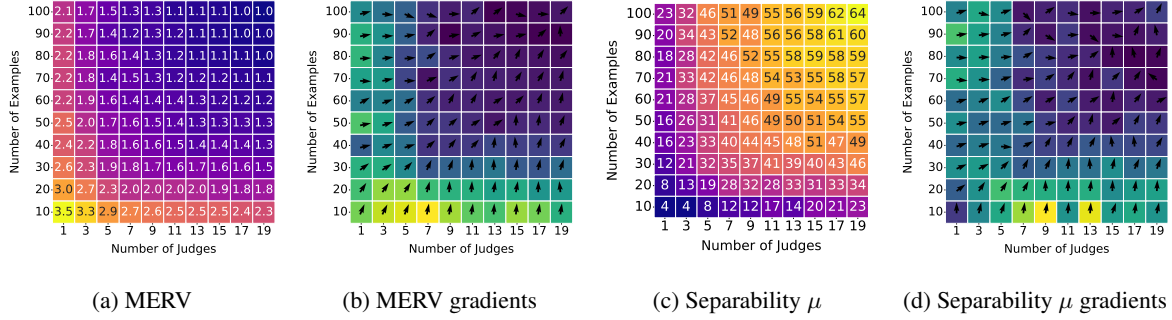 100 2.1 1.7 1.5 1.3 1.3 1.1 1.1 1.1 1.0 1.0
90 2.2 1.7 1.4 1.2 1.3 1.1 1.1 1.1 1.0 1.0
80 2.2 1.8 1.6 1.4 1.3 1.2 1.2 1.1 1.1 1.1
70 2.2 1.8 1.4 1.5 1.3 1.2 1.2 1.2 1.1 1.1
60 2.2 1.9 1.6 1.4 1.4 1.4 1.3 1.2 1.2 1.2
50 2.5 2.0 1.7 1.6 1.5 1.4 1.4 1.3 1.3 1.3
40 2.4 2.2 1.8 1.6 1.6 1.5 1.4 1.4 1.4 1.3
30 2.6 2.3 1.9 1.8 1.7 1.6 1.6 1.7 1.6 1.5
20 3.0 2.7 2.3 2.0 2.0 2.0 2.0 1.9 1.8 1.8
10 3.5 3.3 2.9 2.7 2.6 2.5 2.5 2.5 2.4 2.3
1 3 5 7 9 11 13 15 17 19
Number of Examples
Number of Judges
(a) MERV
100
90
80
70
60
50
40
30
20
10
1 3 5 7 9 11 13 15 17 19
Number of Examples
Number of Judges
(b) MERV gradients
100 23 32 46 51 49 55 56 59 62 64
90 20 34 43 52 48 56 56 58 61 60
80 18 28 42 46 52 55 58 59 58 59
70 21 33 42 46 48 54 53 55 58 57
60 21 28 37 45 46 49 55 54 55 57
50 16 26 31 41 46 49 50 51 54 55
40 16 23 33 40 44 45 48 51 47 49
30 12 21 32 35 37 41 39 40 43 46
20 8 13 19 28 32 28 33 31 33 34
10 4 4 8 12 12 17 14 20 21 23
1 3 5 7 9 11 13 15 17 19
Number of Examples
Number of Judges
(c) Separability μ
100
90
80
70
60
50
40
30
20
10
1 3 5 7 9 11 13 15 17 19
Number of Examples
Number of Judges
(d) Separability μ gradients